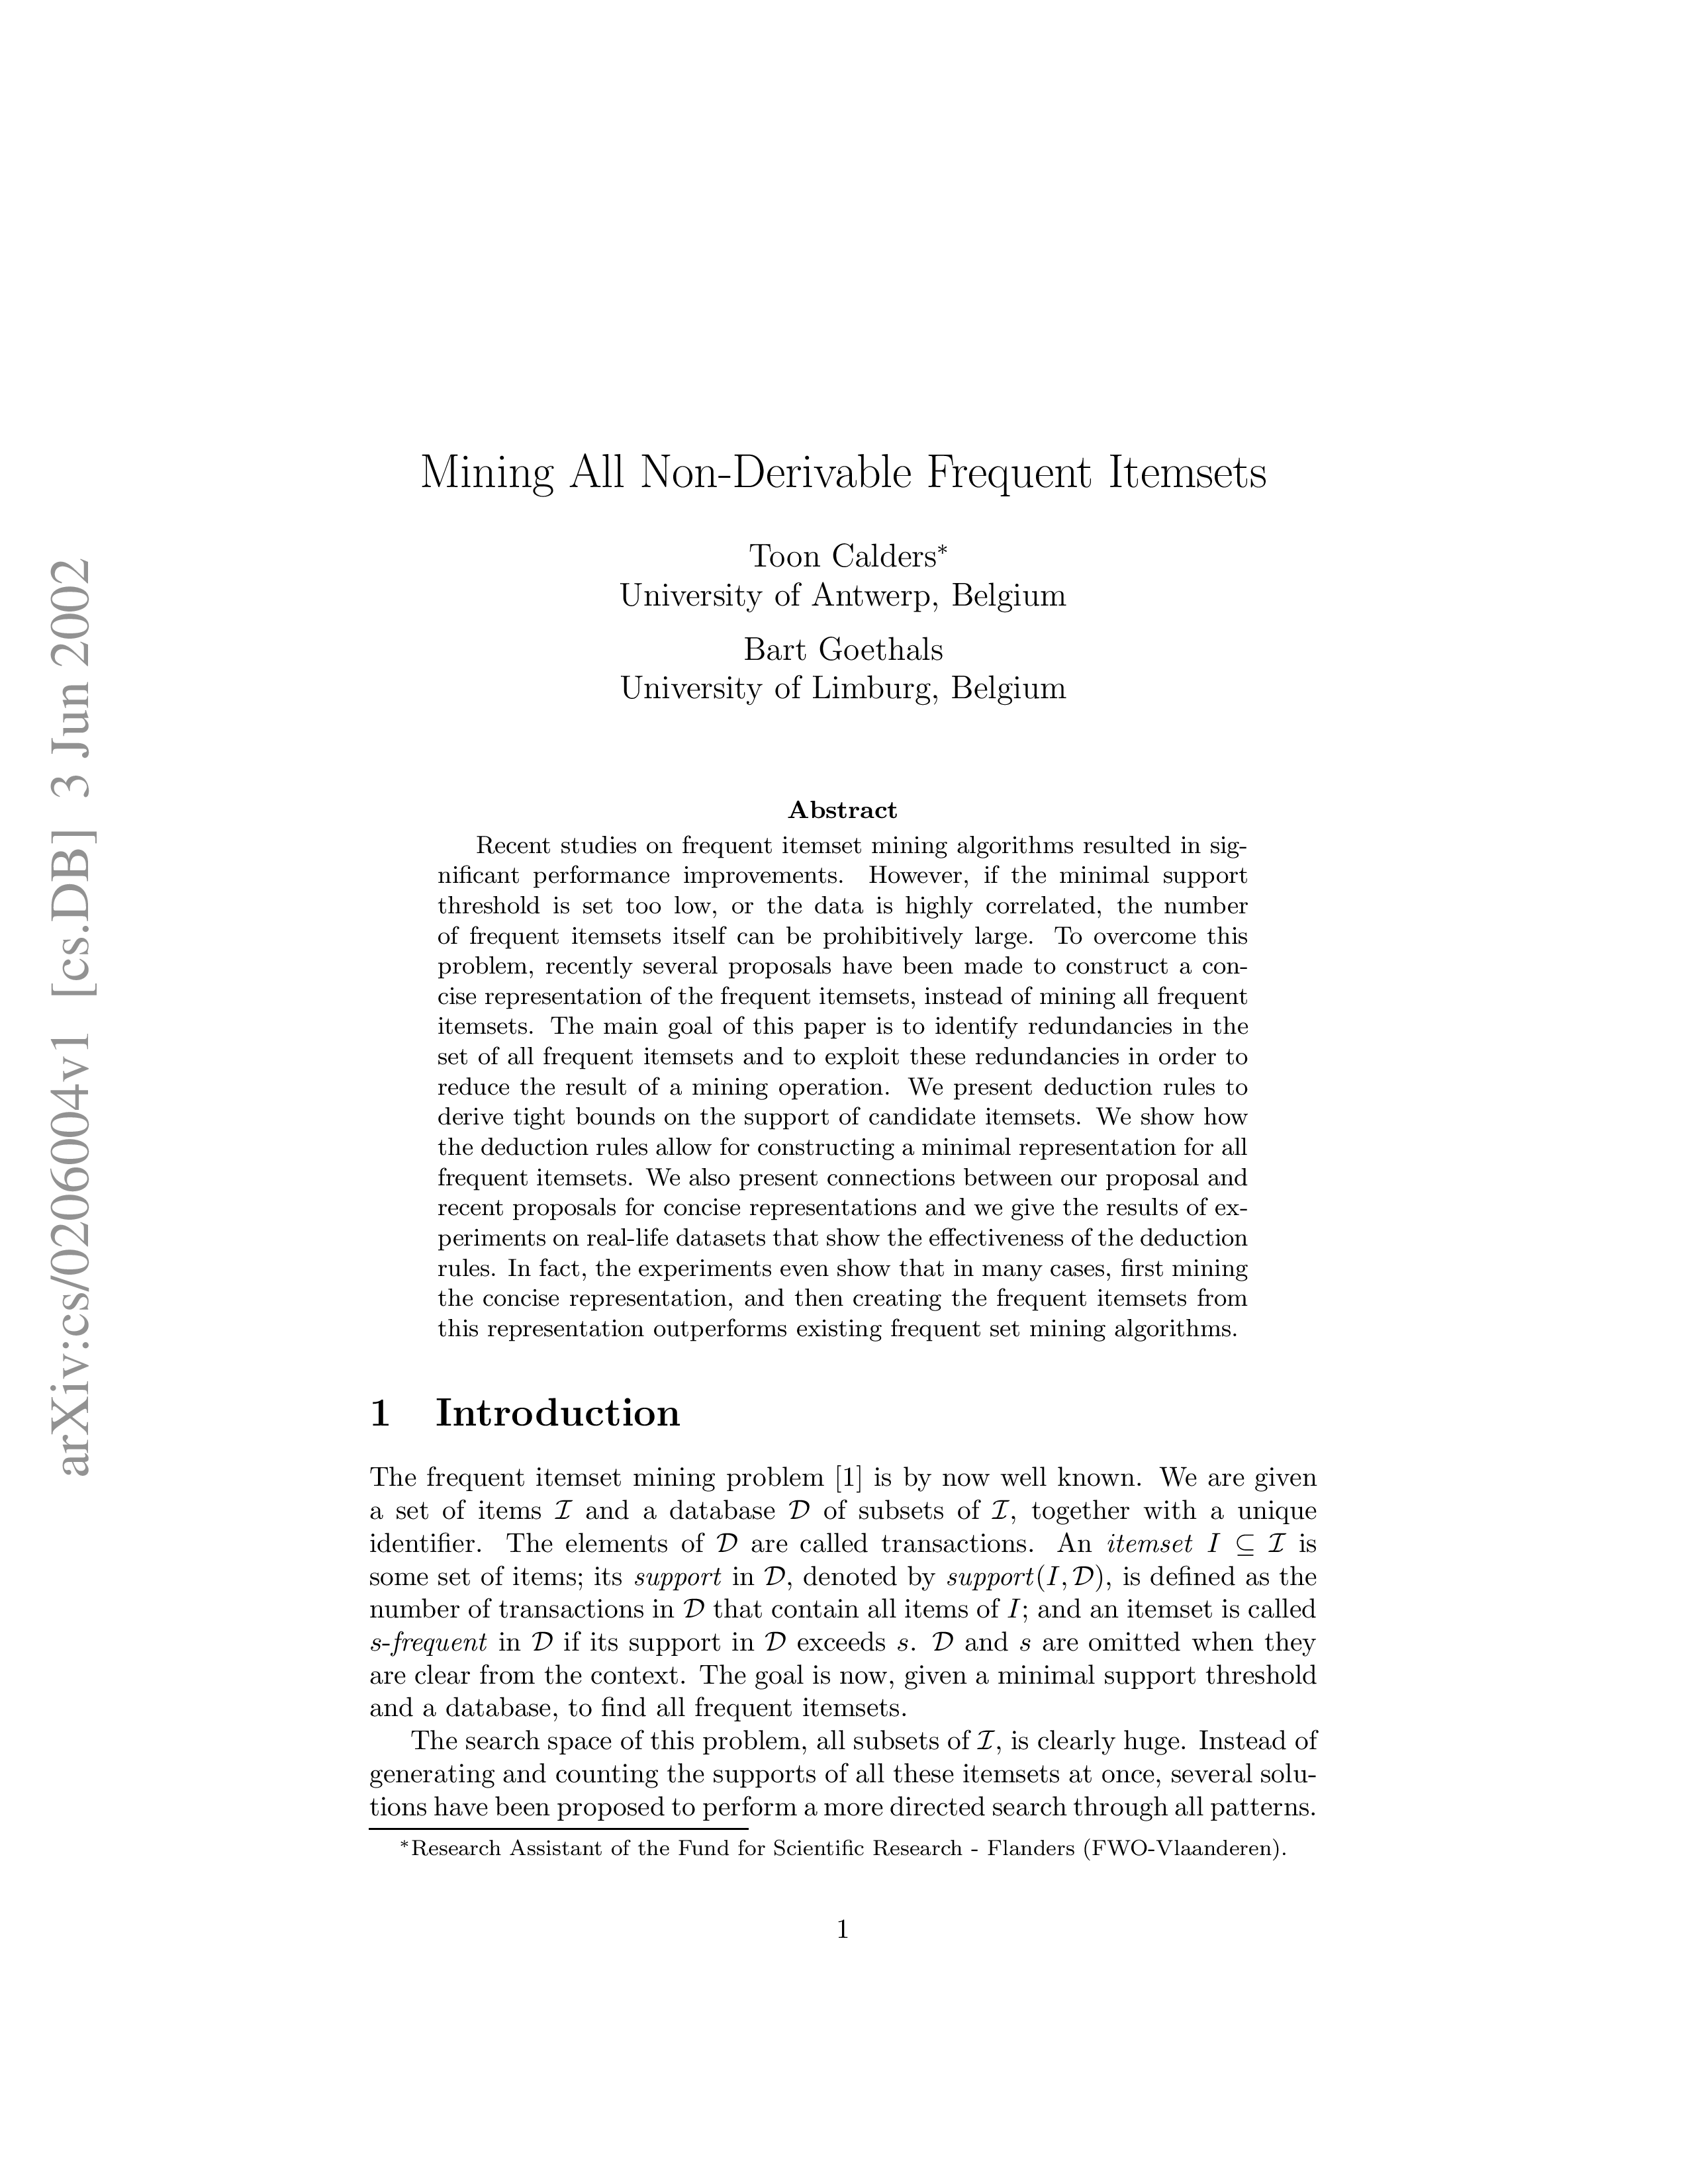 Mining All Non-Derivable Frequent Itemsets
Toon Calders*
University of Antwerp, Belgium
Bart Goethals
University of Limburg, Belgium
arXiv:cs/0206004v1 [cs.DB] 3 Jun 2002
Abstract
Recent studies on frequent itemset mining algorithms resulted in sig-
nificant performance improvements. However, if the minimal support
threshold is set too low, or the data is highly correlated, the number
of frequent itemsets itself can be prohibitively large. To overcome this
problem, recently several proposals have been made to construct a con-
cise representation of the frequent itemsets, instead of mining all frequent
itemsets. The main goal of this paper is to identify redundancies in the
set of all frequent itemsets and to exploit these redundancies in order to
reduce the result of a mining operation. We present deduction rules to
derive tight bounds on the support of candidate itemsets. We show how
the deduction rules allow for constructing a minimal representation for all
frequent itemsets. We also present connections between our proposal and
recent proposals for concise representations and we give the results of ex-
periments on real-life datasets that show the effectiveness of the deduction
rules. In fact, the experiments even show that in many cases, first mining
the concise representation, and then creating the frequent itemsets from
this representation outperforms existing frequent set mining algorithms.
1 Introduction
The frequent itemset mining problem [1] is by now well known. We are given
a set of items ℐ and a database 𝒟 of subsets of ℐ, together with a unique
identifier. The elements of 𝒟 are called transactions. An itemset I ⊆ ℐ is
some set of items; its support in 𝒟, denoted by support(I, 𝒟), is defined as the
number of transactions in 𝒟 that contain all items of I; and an itemset is called
s-frequent in 𝒟 if its support in 𝒟 exceeds s. 𝒟 and s are omitted when they
are clear from the context. The goal is now, given a minimal support threshold
and a database, to find all frequent itemsets.
The search space of this problem, all subsets of ℐ, is clearly huge. Instead of
generating and counting the supports of all these itemsets at once, several solu-
tions have been proposed to perform a more directed search through all patterns.
*Research Assistant of the Fund for Scientific Research - Flanders (FWO-Vlaanderen).
1